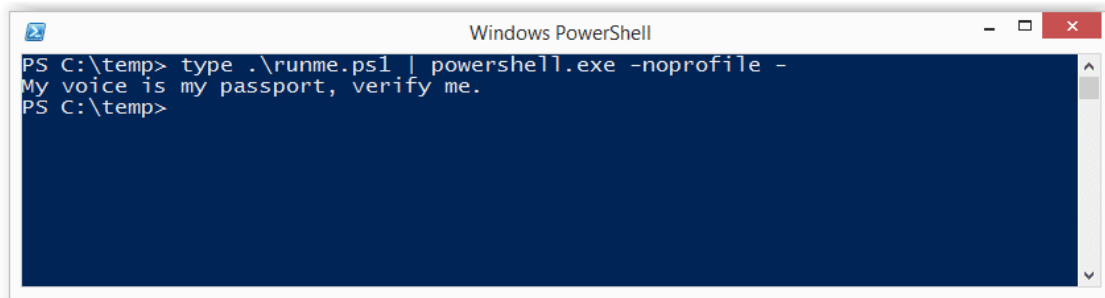 Windows PowerShell
PS C:\temp> type .\runme.ps1 | powershell.exe -noprofile -
My voice is my passport, verify me.
PS C:\temp>